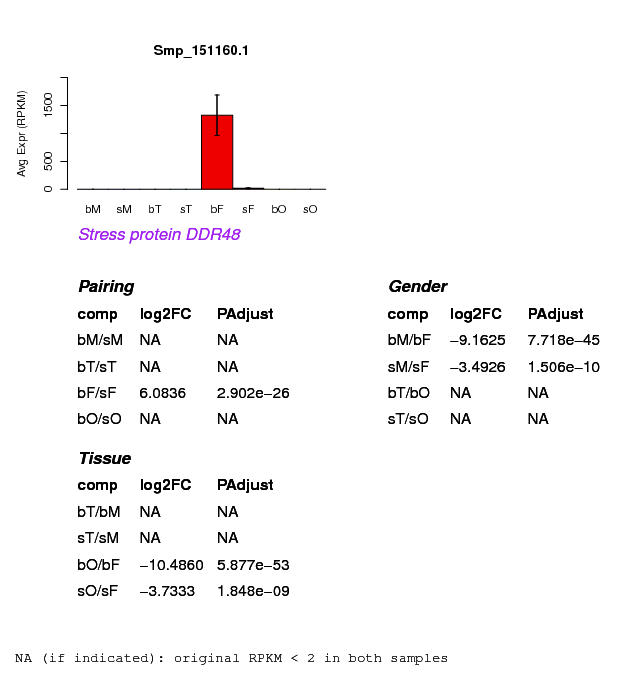 Smp_151160.1
Avg Expr (RPKM)
1500
500
0
bM sM bT sT bF sF bO sO
Stress protein DDR48
Pairing
comp log2FC PAdjust
bM/sM NA NA
bT/sT NA NA
bF/sF 6.0836 2.902e−26
bO/sO NA NA
Gender
comp log2FC PAdjust
bM/bF −9.1625 7.718e−45
sM/sF −3.4926 1.506e−10
bT/bO NA NA
sT/sO NA NA
Tissue
comp log2FC PAdjust
bT/bM NA NA
sT/sM NA NA
bO/bF −10.4860 5.877e−53
sO/sF −3.7333 1.848e−09
NA (if indicated): original RPKM < 2 in both samples